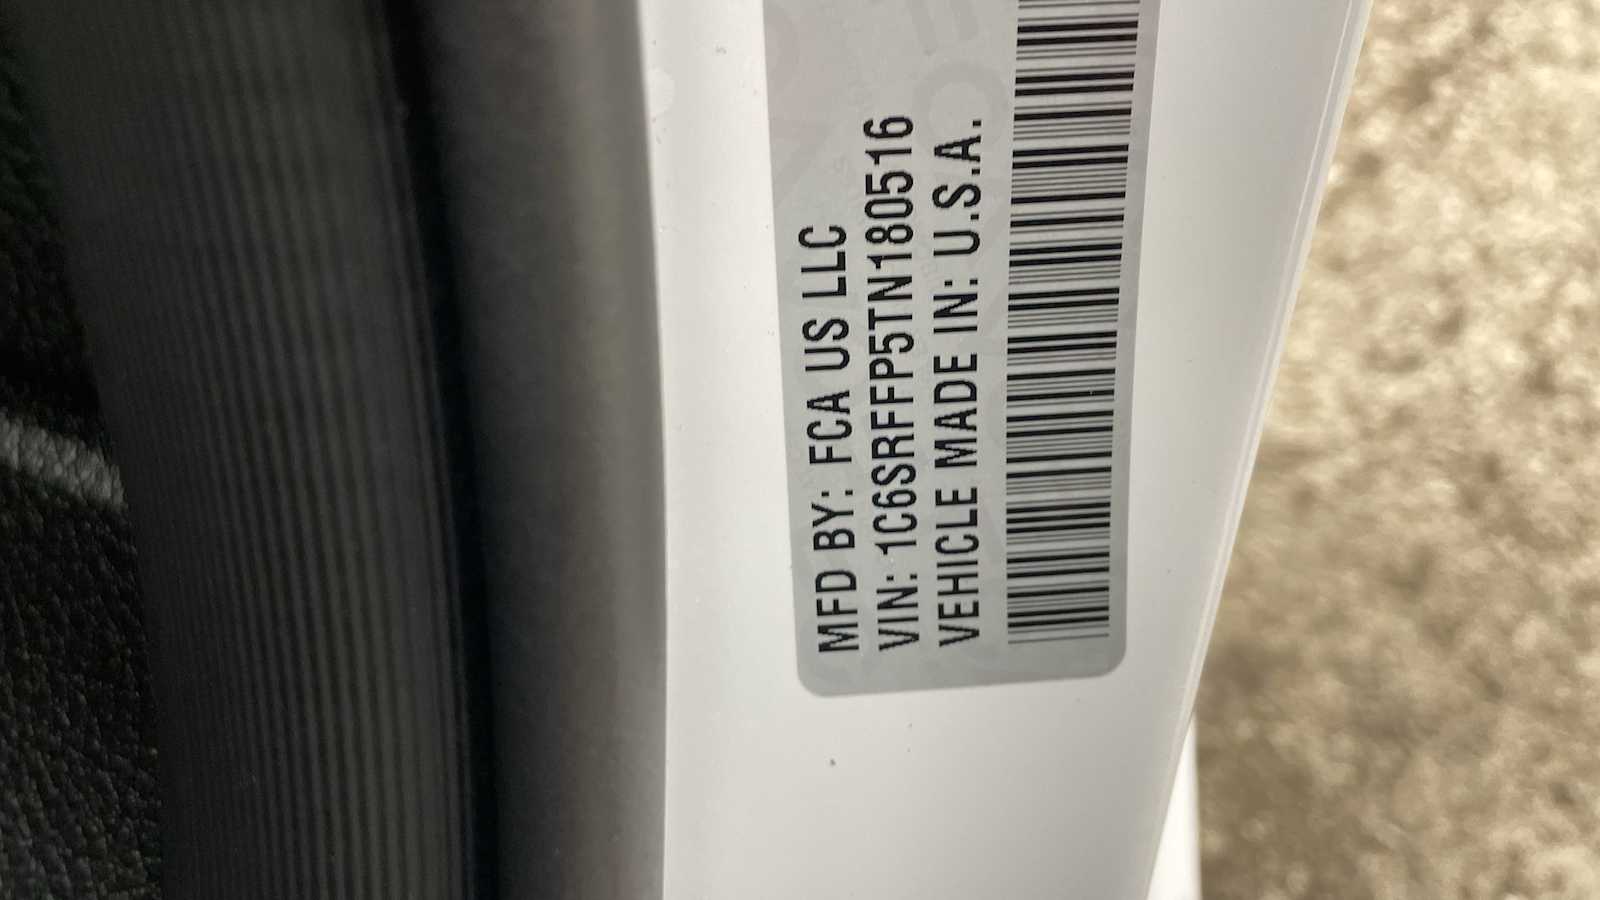 MFD BY: FCA US LLC
VIN: 1C6SRFFP5TN180516
VEHICLE MADE IN: U.S.A.